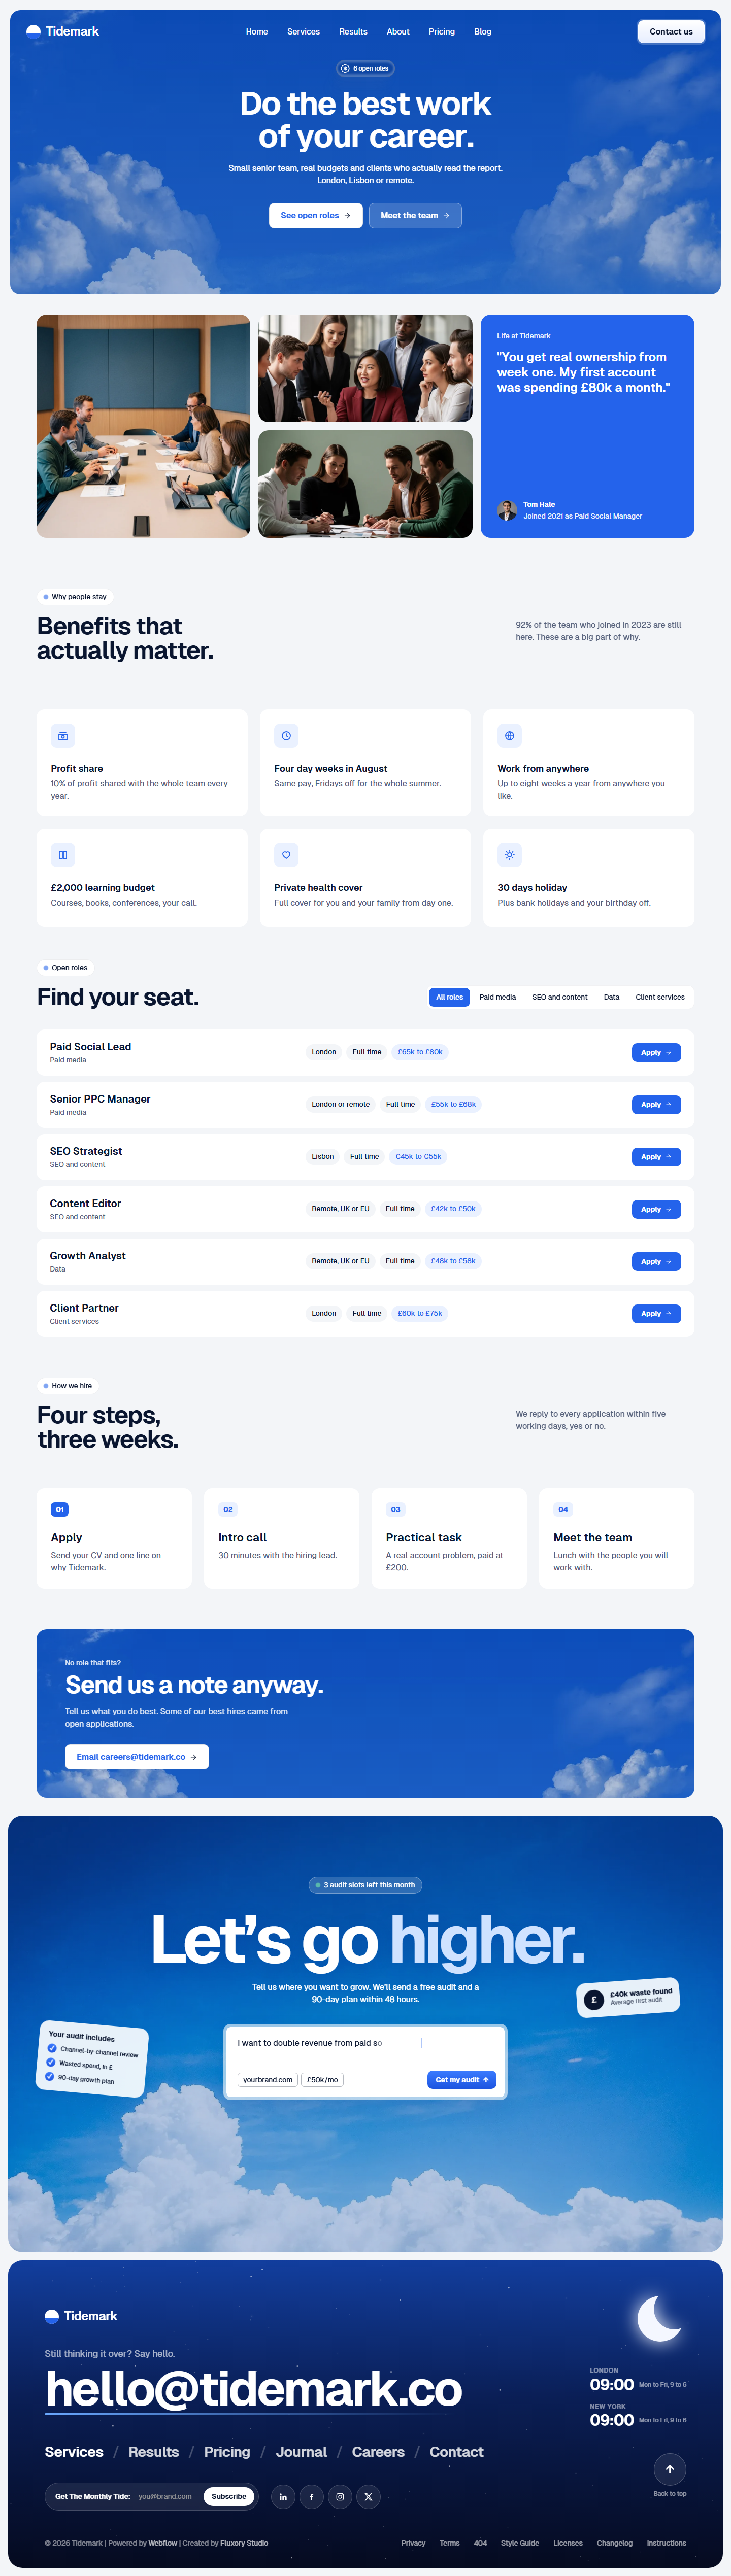 Tidemark
Home Services Results About Pricing Blog
Contact us
6 open roles
Do the best work
of your career.
Small senior team, real budgets and clients who actually read the report.
London, Lisbon or remote.
See open roles →
Meet the team →
Life at Tidemark
"You get real ownership from
week one. My first account
was spending £80k a month."
Tom Hale
Joined 2021 as Paid Social Manager
Why people stay
Benefits that
actually matter.
92% of the team who joined in 2023 are still
here. These are a big part of why.
Profit share
10% of profit shared with the whole team every
year.
Four day weeks in August
Same pay, Fridays off for the whole summer.
Work from anywhere
Up to eight weeks a year from anywhere you
like.
£2,000 learning budget
Courses, books, conferences, your call.
Private health cover
Full cover for you and your family from day one.
30 days holiday
Plus bank holidays and your birthday off.
Open roles
Find your seat.
All roles Paid media SEO and content Data Client services
Paid Social Lead
Paid media
London Full time £65k to £80k
Apply →
Senior PPC Manager
Paid media
London or remote Full time £55k to £68k
Apply →
SEO Strategist
SEO and content
Lisbon Full time €45k to €55k
Apply →
Content Editor
SEO and content
Remote, UK or EU Full time £42k to £50k
Apply →
Growth Analyst
Data
Remote, UK or EU Full time £48k to £58k
Apply →
Client Partner
Client services
London Full time £60k to £75k
Apply →
How we hire
Four steps,
three weeks.
We reply to every application within five
working days, yes or no.
01
Apply
Send your CV and one line on
why Tidemark.
02
Intro call
30 minutes with the hiring lead.
03
Practical task
A real account problem, paid at
£200.
04
Meet the team
Lunch with the people you will
work with.
No role that fits?
Send us a note anyway.
Tell us what you do best. Some of our best hires came from
open applications.
Email careers@tidemark.co →
3 audit slots left this month
Let's go higher.
Tell us where you want to grow. We'll send a free audit and a
90-day plan within 48 hours.
£
£40k waste found
Average first audit
Your audit includes
Channel-by-channel review
Wasted spend, in £
90-day growth plan
I want to double revenue from paid so
yourbrand.com £50k/mo
Get my audit ↑
Tidemark
Still thinking it over? Say hello.
hello@tidemark.co
LONDON
09:00 Mon to Fri, 9 to 6
NEW YORK
09:00 Mon to Fri, 9 to 6
Services / Results / Pricing / Journal / Careers / Contact
Back to top
Get The Monthly Tide: you@brand.com Subscribe
© 2026 Tidemark | Powered by Webflow | Created by Fluxory Studio
Privacy Terms 404 Style Guide Licenses Changelog Instructions